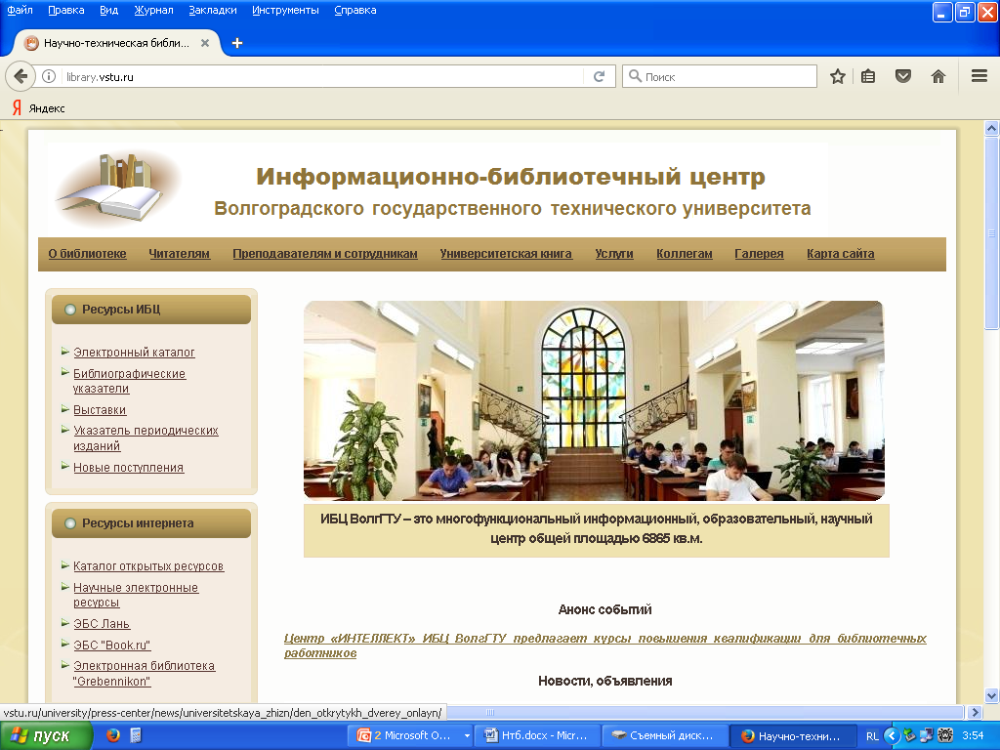 Файл Правка Вид Журнал Закладки Инструменты Справка
Научно-техническая библи...
library.vstu.ru
Поиск
Яндекс
Информационно-библиотечный центр
Волгоградского государственного технического университета
О библиотеке Читателям Преподавателям и сотрудникам Университетская книга Услуги Коллегам Галерея Карта сайта
Ресурсы ИБЦ
Электронный каталог
Библиографические
указатели
Выставки
Указатель периодических
изданий
Новые поступления
Ресурсы интернета
Каталог открытых ресурсов
Научные электронные
ресурсы
ЭБС Лань
ЭБС "Book.ru"
Электронная библиотека
"Grebennikon"
ИБЦ ВолгГТУ – это многофункциональный информационный, образовательный, научный
центр общей площадью 6865 кв.м.
Анонс событий
Центр «ИНТЕЛЛЕКТ» ИБЦ ВолгГТУ предлагает курсы повышения квалификации для библиотечных
работников
Новости, объявления
vstu.ru/university/press-center/news/universitetskaya_zhizn/den_otkrytykh_dverey_onlayn/
пуск
2 Microsoft O...
Нтб.docx - Micr...
Съемный диск...
Научно-техни...
RL
3:54